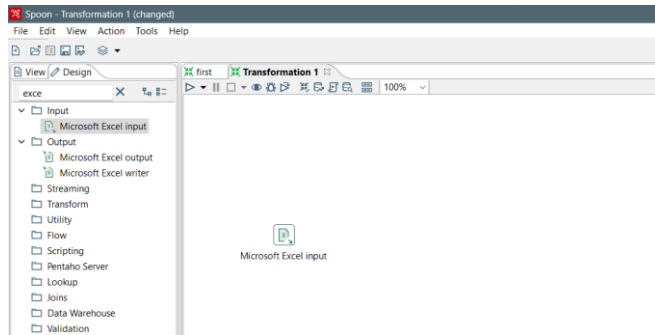 Spoon - Transformation 1 (changed)
File Edit View Action Tools Help
View Design
first Transformation 1
exce
100%
Input
Microsoft Excel input
Output
Microsoft Excel output
Microsoft Excel writer
Streaming
Transform
Utility
Flow
Scripting
Pentaho Server
Lookup
Joins
Data Warehouse
Validation
Microsoft Excel input